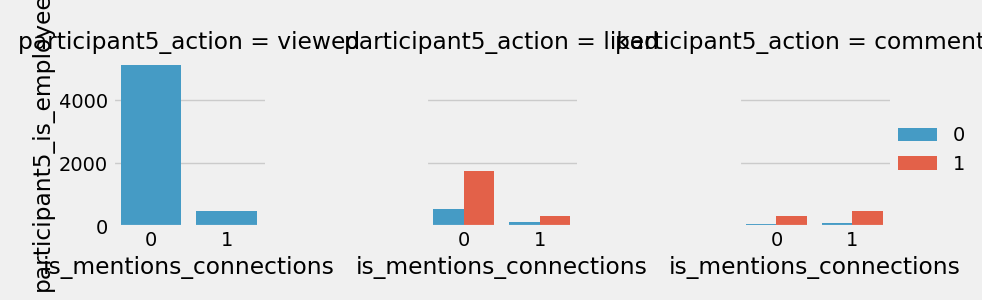 participant5_action = viewed
participant5_action = liked
participant5_action = comment
participant5_is_employee
4000
2000
0
0 1
0 1
0 1
is_mentions_connections
is_mentions_connections
is_mentions_connections
0
1